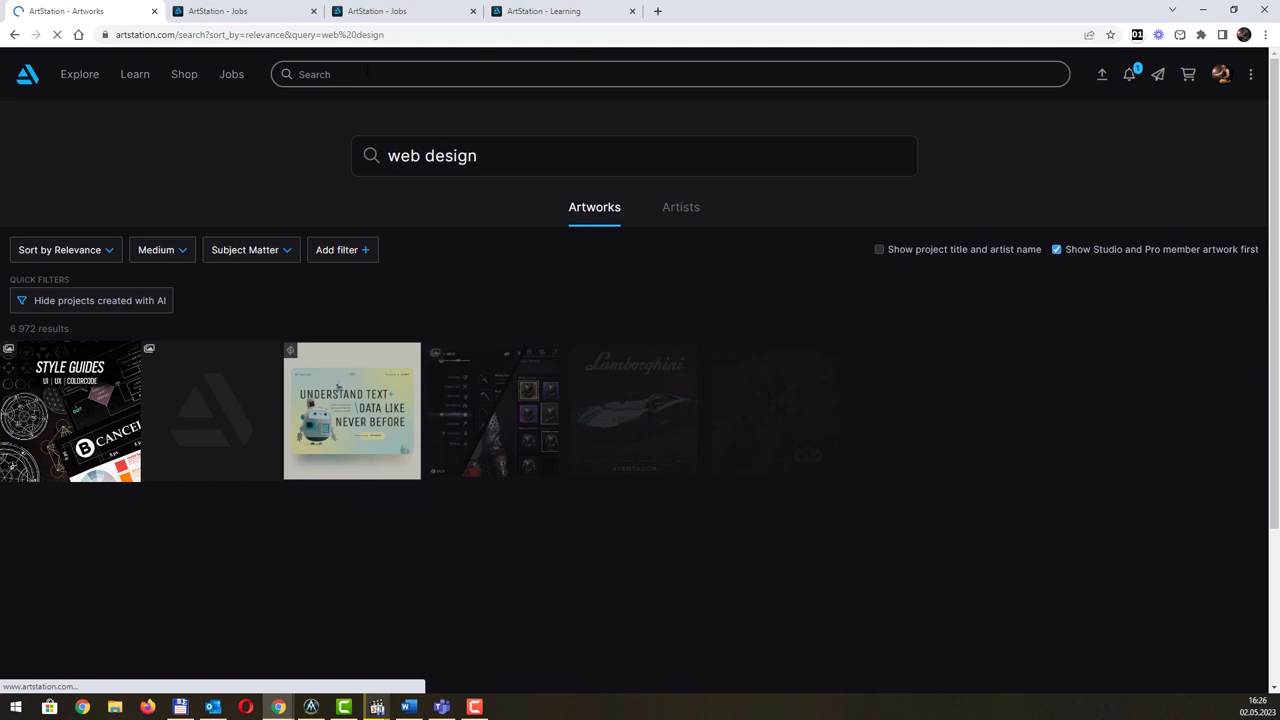 ArtStation - Artworks
ArtStation - Jobs
ArtStation - Jobs
ArtStation - Learning
artstation.com/search?sort_by=relevance&query=web%20design
01
Explore
Learn
Shop
Jobs
Search
1
web design
Artworks
Artists
Sort by Relevance
Medium
Subject Matter
Add filter +
Show project title and artist name
Show Studio and Pro member artwork first
QUICK FILTERS
Hide projects created with AI
6 972 results
STYLE GUIDES
UI | UX | COLORCODE
B CANCEL
UNDERSTAND TEXT+
\DATA LIKE
NEVER BEFORE
Lamborghini
AVENTADOR
www.artstation.com...
16:26
02.05.2023